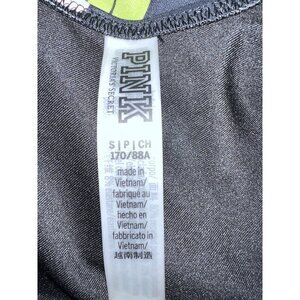 PINK
VICTORIA'S SECRET
S | P | CH
170/88A
made in
Vietnam/
fabriqué au
Vietnam/
hecho en
Vietnam/
fabbricato in
Vietnam/
越南制造